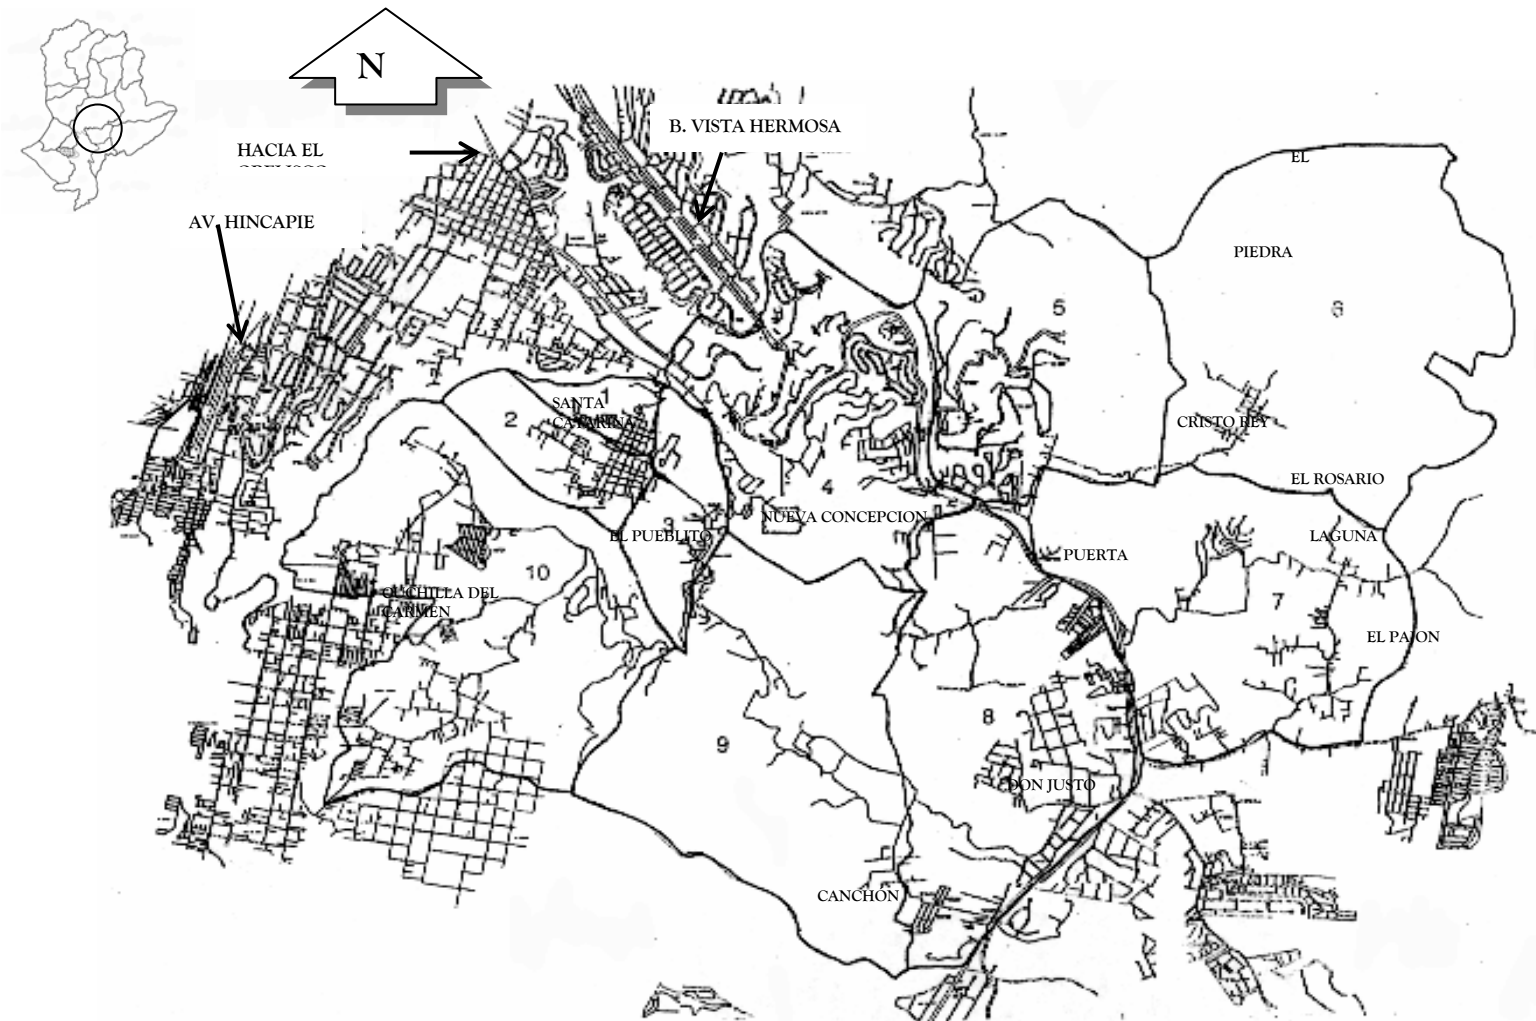 N
B. VISTA HERMOSA
HACIA EL
AV. HINCAPIE
EL
PIEDRA
5
6
1
SANTA
CATARINA
2
CRISTO REY
EL ROSARIO
4
NUEVA CONCEPCION
3
EL PUEBLITO
LAGUNA
PUERTA
10
CUCHILLA DEL
CARMEN
7
EL PAJON
8
9
DON JUSTO
CANCHON